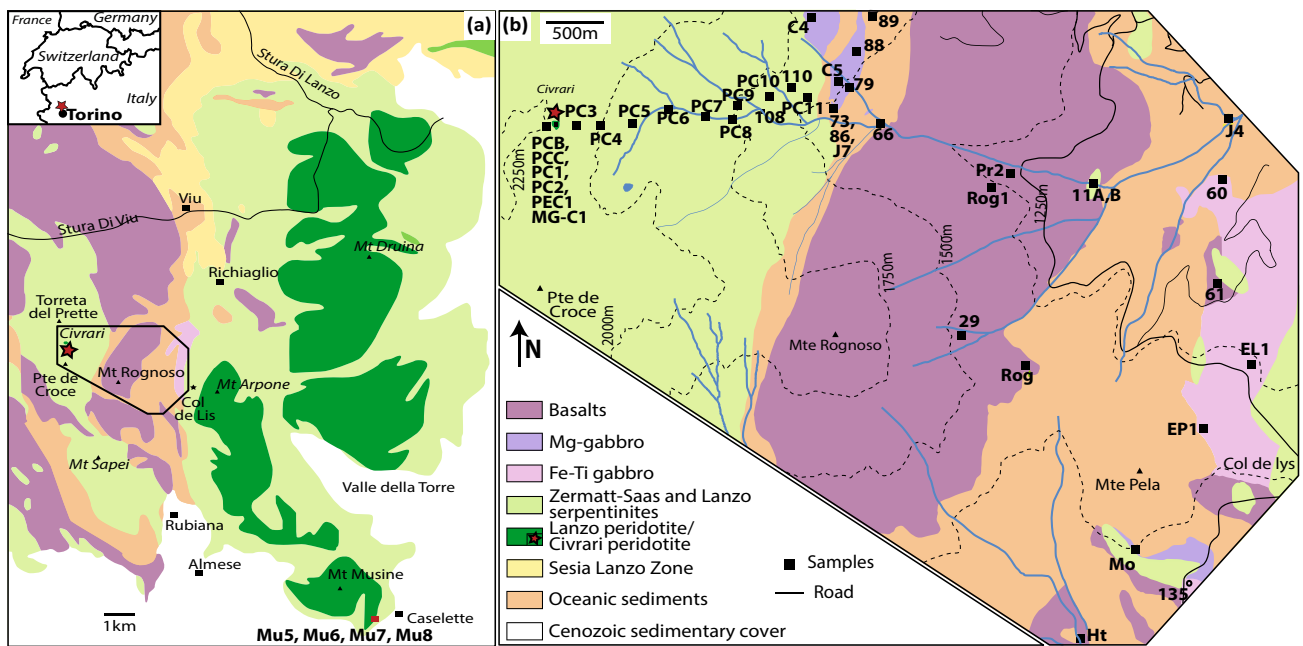 France
Germany
Switzerland
Italy
Torino
(a)
Stura Di Lanzo
Viu
Stura Di Viu
Mt Druina
Richiaglio
Torreta
del Prette
Civrari
Pte de
Croce
Mt Rognoso
Mt Arpone
Col
de Lis
Mt Sapei
Valle della Torre
Rubiana
Almese
Mt Musine
Caselette
1km
Mu5, Mu6, Mu7, Mu8
(b)
500m
C4
89
88
C5
79
110
PC10
PC9
PC7
PC111
108
PC8
PC6
PC5
PC4
PC3
Civrari
PCB,
PCC,
PC1,
PC2,
PEC1
MG-C1
2250m
73,
86,
J7
66
J4
Pr2
Rog1
11A,B
60
1250m
1500m
1750m
2000m
61
Pte de
Croce
N
Mte Rognoso
29
Rog
EL1
EP1
Col de lys
Mte Pela
Mo
135
Ht
Basalts
Mg-gabbro
Fe-Ti gabbro
Zermatt-Saas and Lanzo
serpentinites
Lanzo peridotite/
Civrari peridotite
Sesia Lanzo Zone
Oceanic sediments
Cenozoic sedimentary cover
Samples
Road